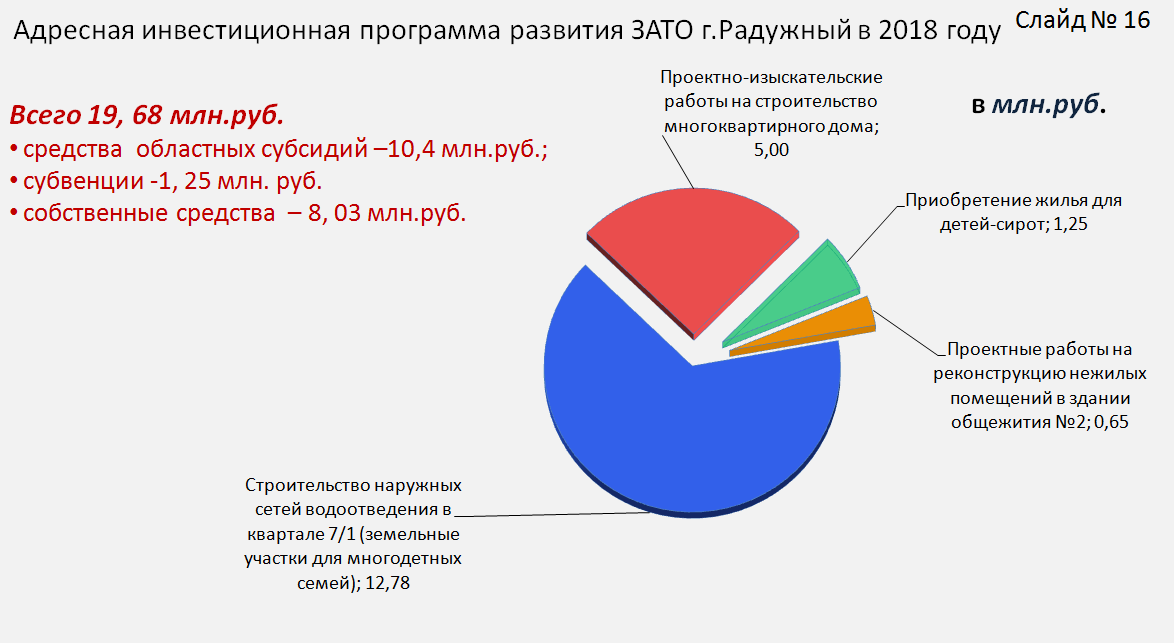 Адресная инвестиционная программа развития ЗАТО г.Радужный в 2018 году
Слайд № 16
Всего 19, 68 млн.руб.
• средства областных субсидий –10,4 млн.руб.;
• субвенции -1, 25 млн. руб.
• собственные средства – 8, 03 млн.руб.
в млн.руб.
Проектно-изыскательские
работы на строительство
многоквартирного дома;
5,00
Приобретение жилья для
детей-сирот; 1,25
Проектные работы на
реконструкцию нежилых
помещений в здании
общежития №2; 0,65
Строительство наружных
сетей водоотведения в
квартале 7/1 (земельные
участки для многодетных
семей); 12,78